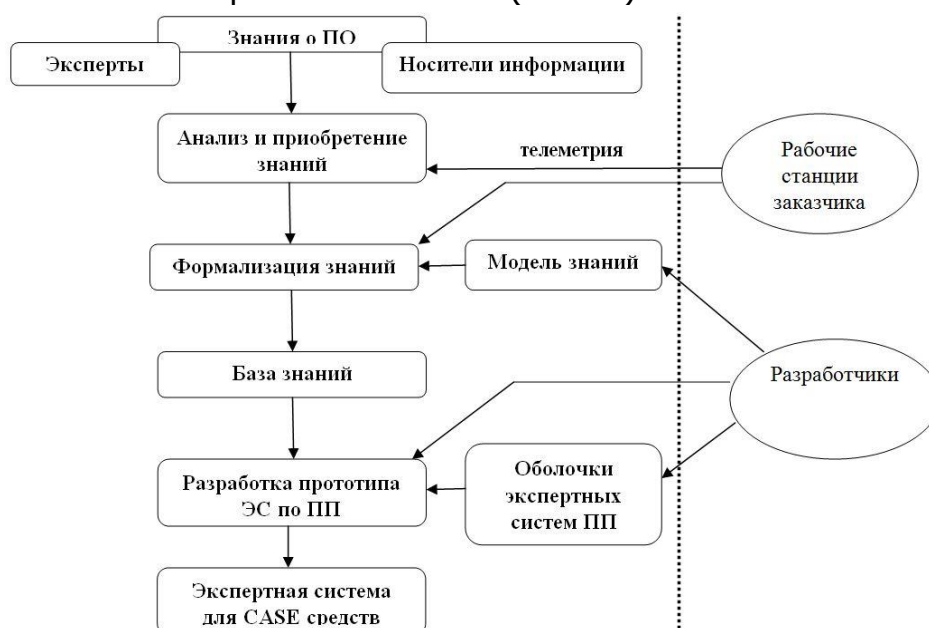 Знания о ПО
Эксперты
Носители информации
Анализ и приобретение
знаний
телеметрия
Рабочие
станции
заказчика
Формализация знаний
Модель знаний
База знаний
Разработчики
Разработка прототипа
ЭС по ПП
Оболочки
экспертных
систем ПП
Экспертная система
для CASE средств